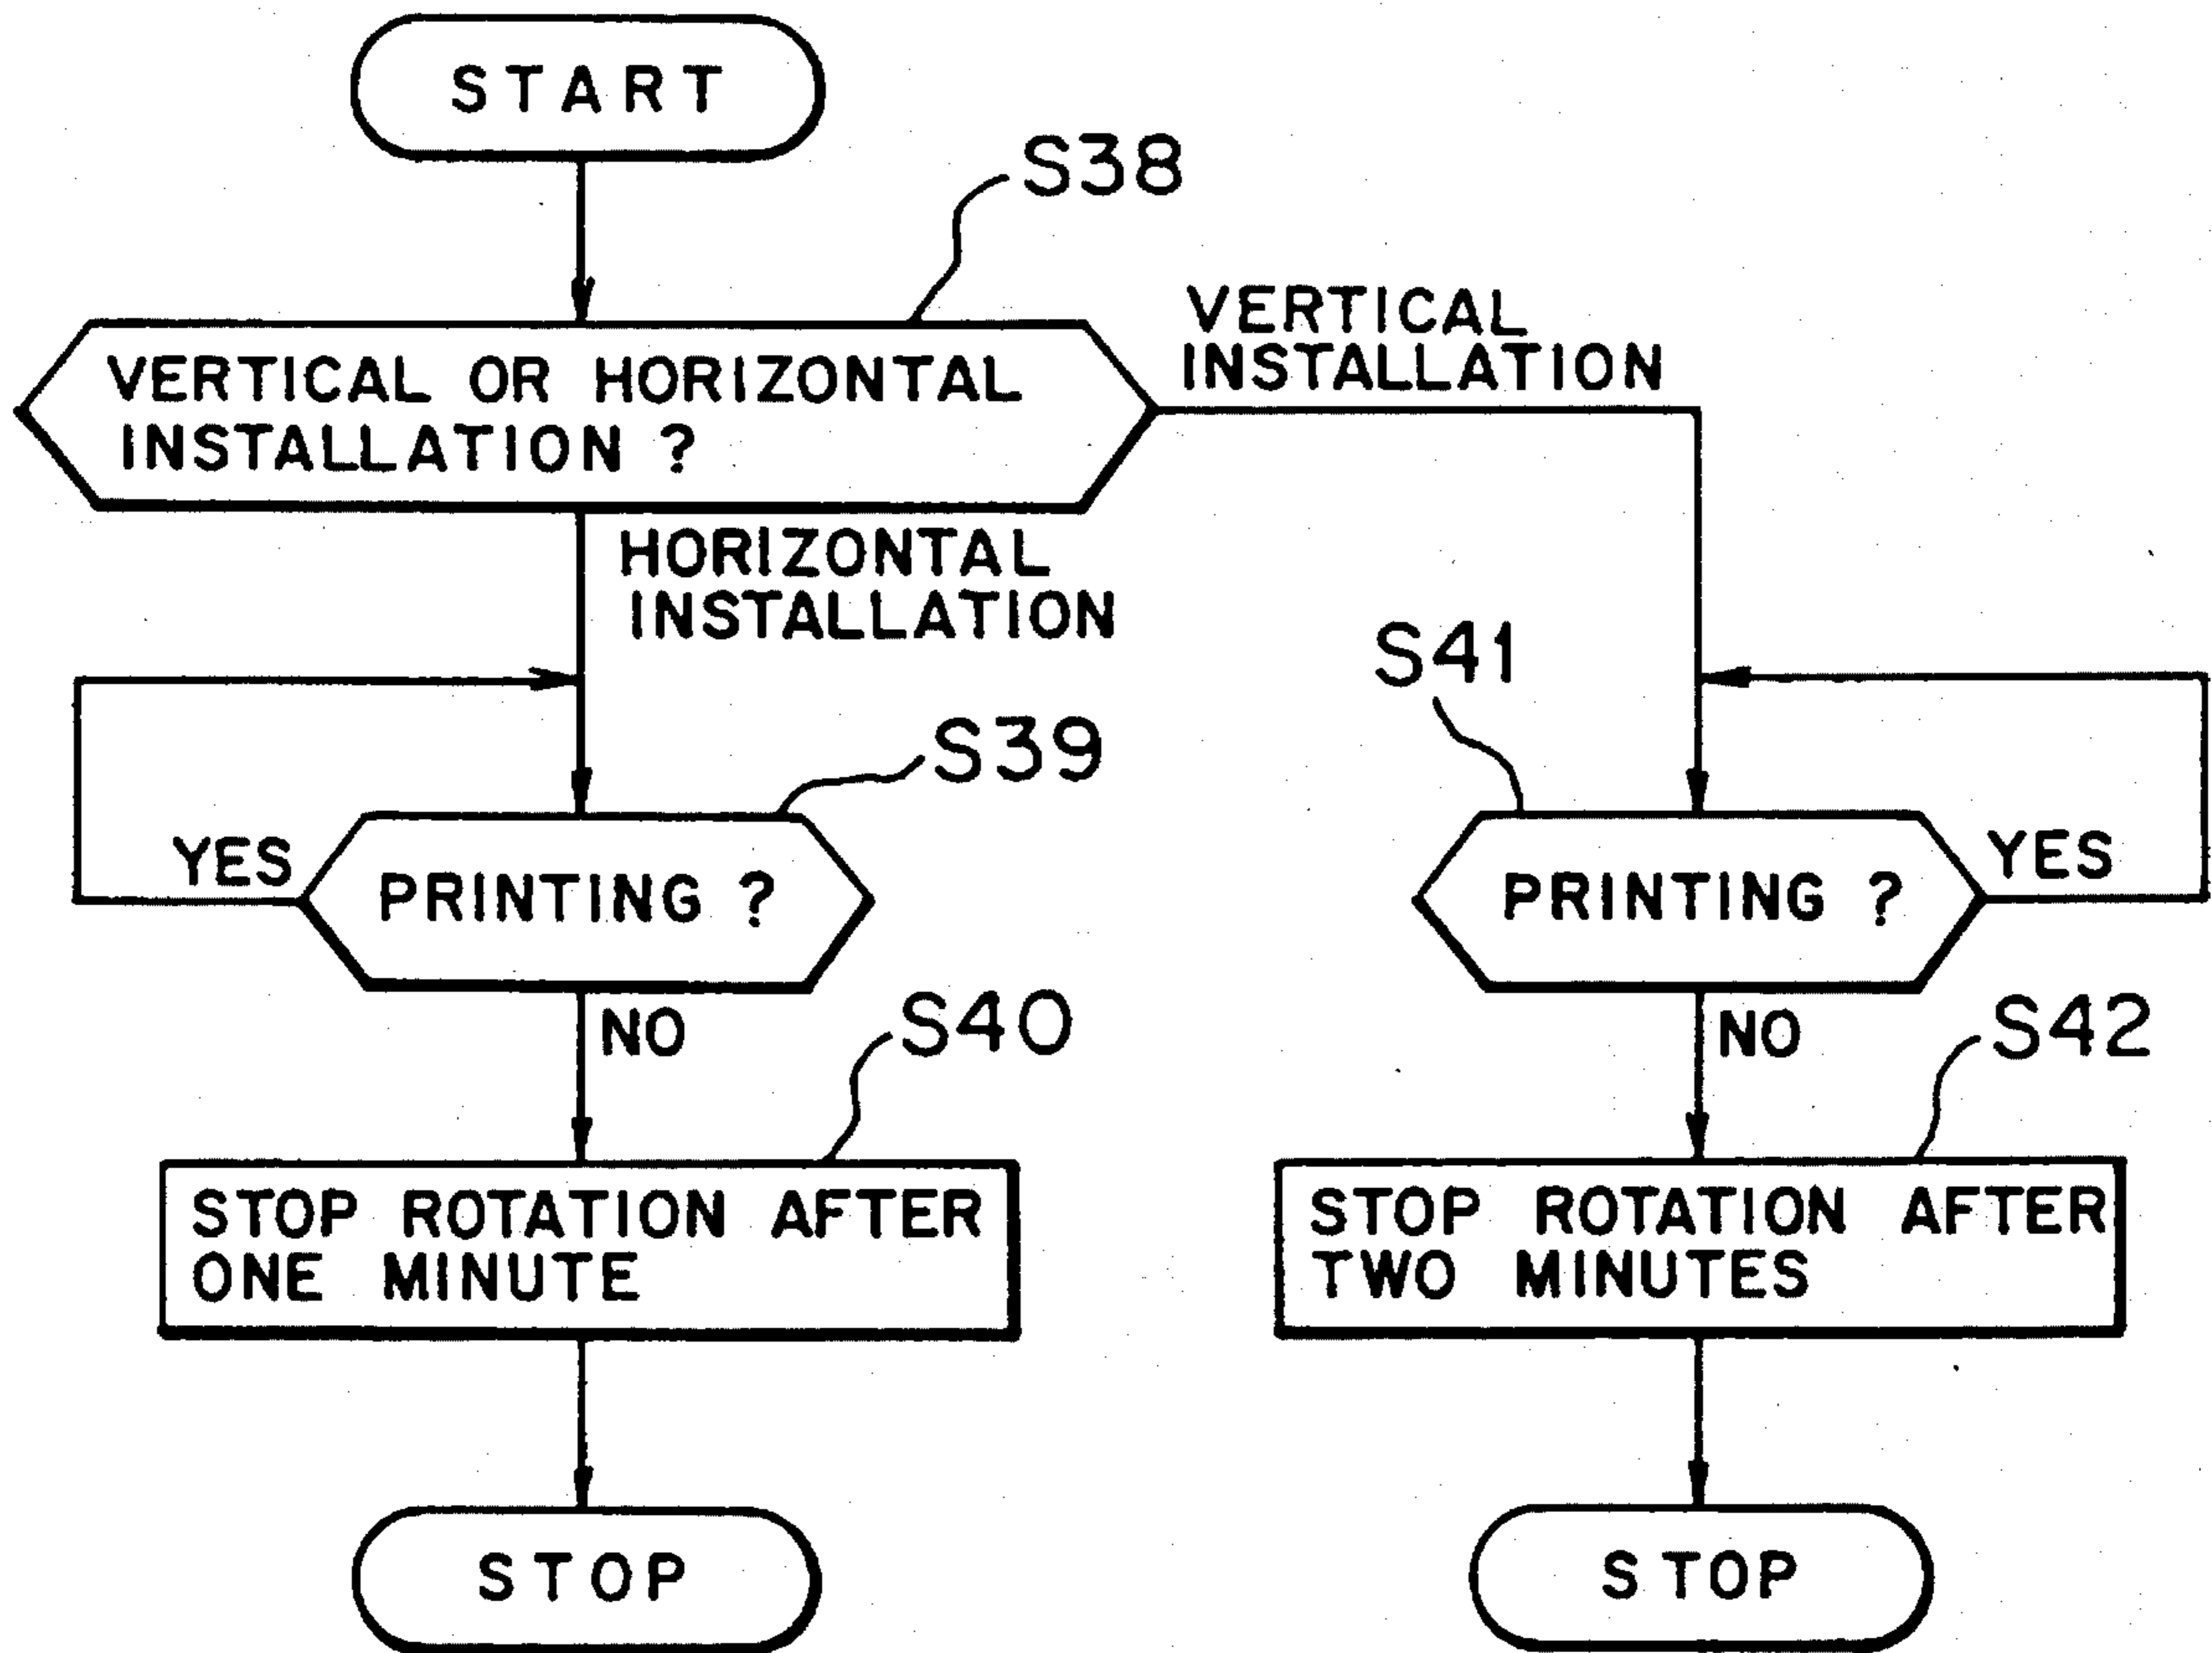 START
S38
VERTICAL OR HORIZONTAL
INSTALLATION ?
VERTICAL
INSTALLATION
HORIZONTAL
INSTALLATION
S39
YES
PRINTING ?
NO
S40
STOP ROTATION AFTER
ONE MINUTE
STOP
S41
PRINTING ?
YES
NO
S42
STOP ROTATION AFTER
TWO MINUTES
STOP